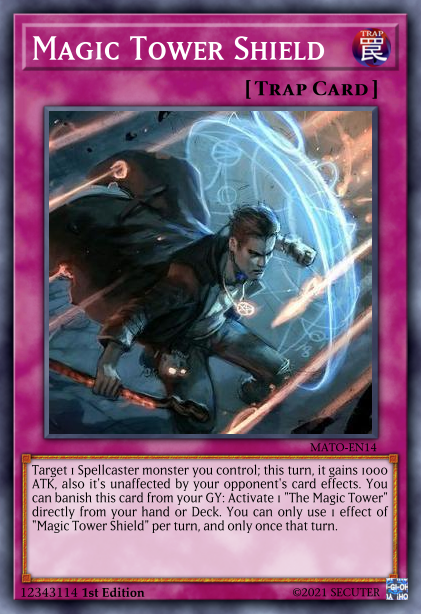 MAGIC TOWER SHIELD
TRAP
罠
[TRAP CARD]
MATO-EN14
Target 1 Spellcaster monster you control; this turn, it gains 1000
ATK, also it's unaffected by your opponent's card effects. You
can banish this card from your GY: Activate 1 "The Magic Tower"
directly from your hand or Deck. You can only use 1 effect of
"Magic Tower Shield" per turn, and only once that turn.
12343114 1st Edition
©2021 SECUTER